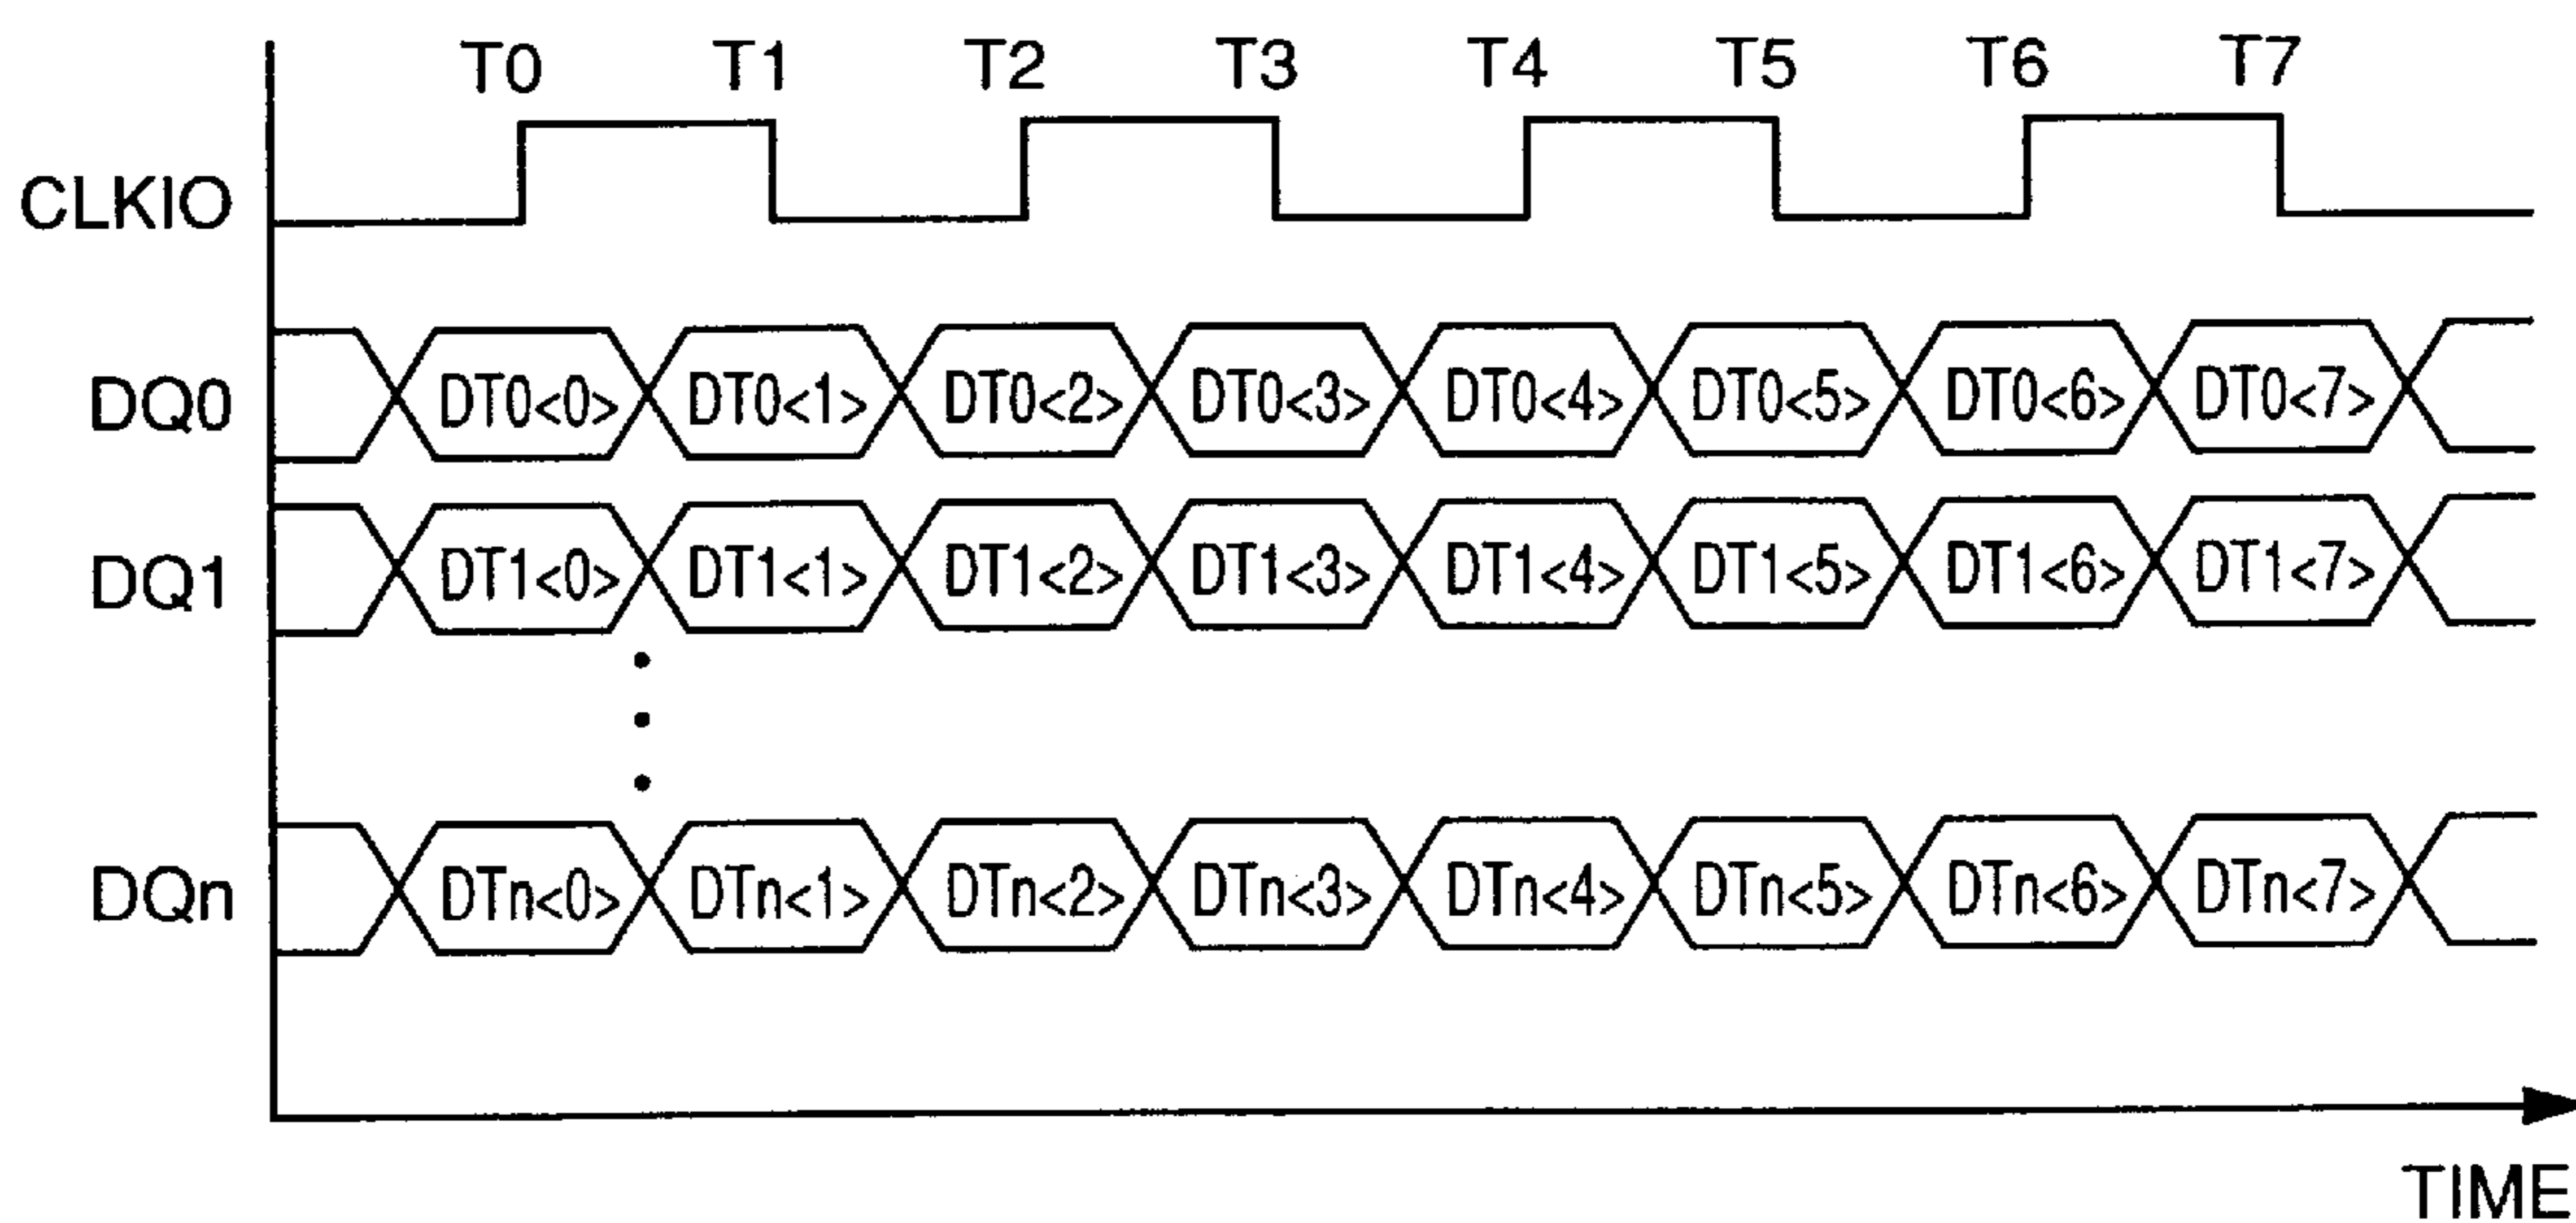 T0 T1 T2 T3 T4 T5 T6 T7
CLKIO
DQ0 DT0<0> DT0<1> DT0<2> DT0<3> DT0<4> DT0<5> DT0<6> DT0<7>
DQ1 DT1<0> DT1<1> DT1<2> DT1<3> DT1<4> DT1<5> DT1<6> DT1<7>
DQn DTn<0> DTn<1> DTn<2> DTn<3> DTn<4> DTn<5> DTn<6> DTn<7>
TIME